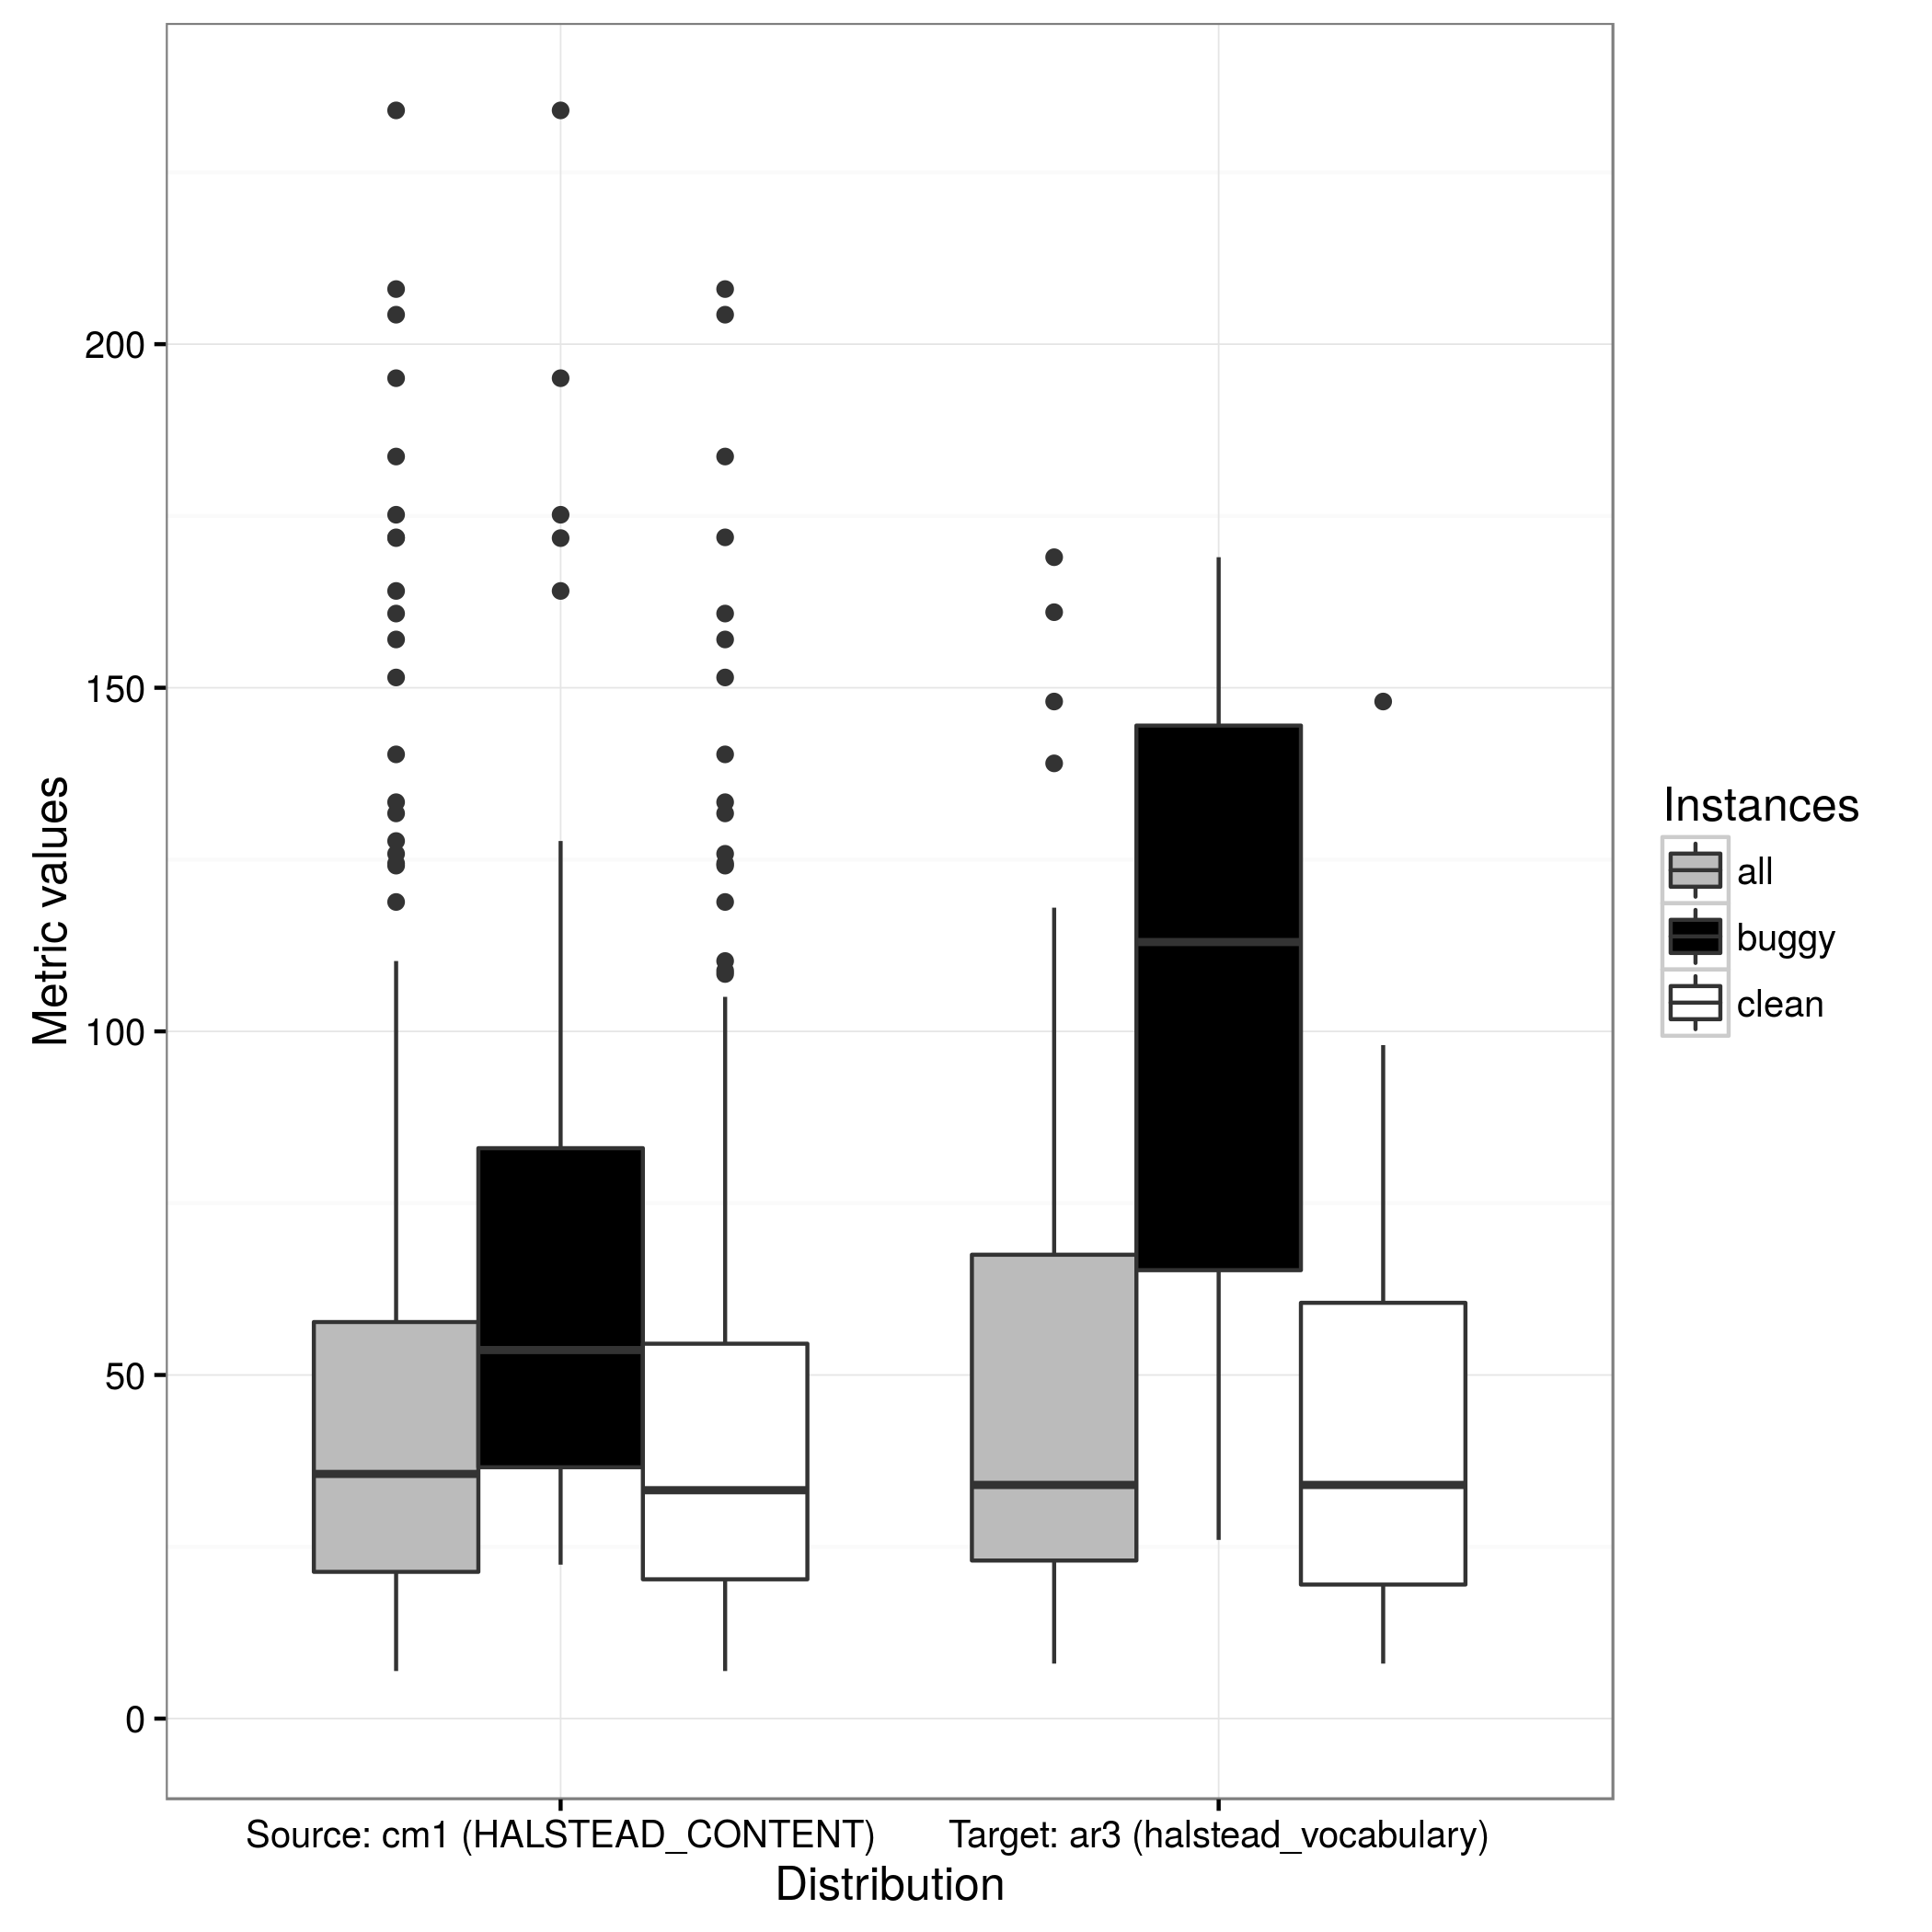 200
150
100
50
0
Metric values
Source: cm1 (HALSTEAD_CONTENT)
Target: ar3 (halstead_vocabulary)
Distribution
Instances
all
buggy
clean